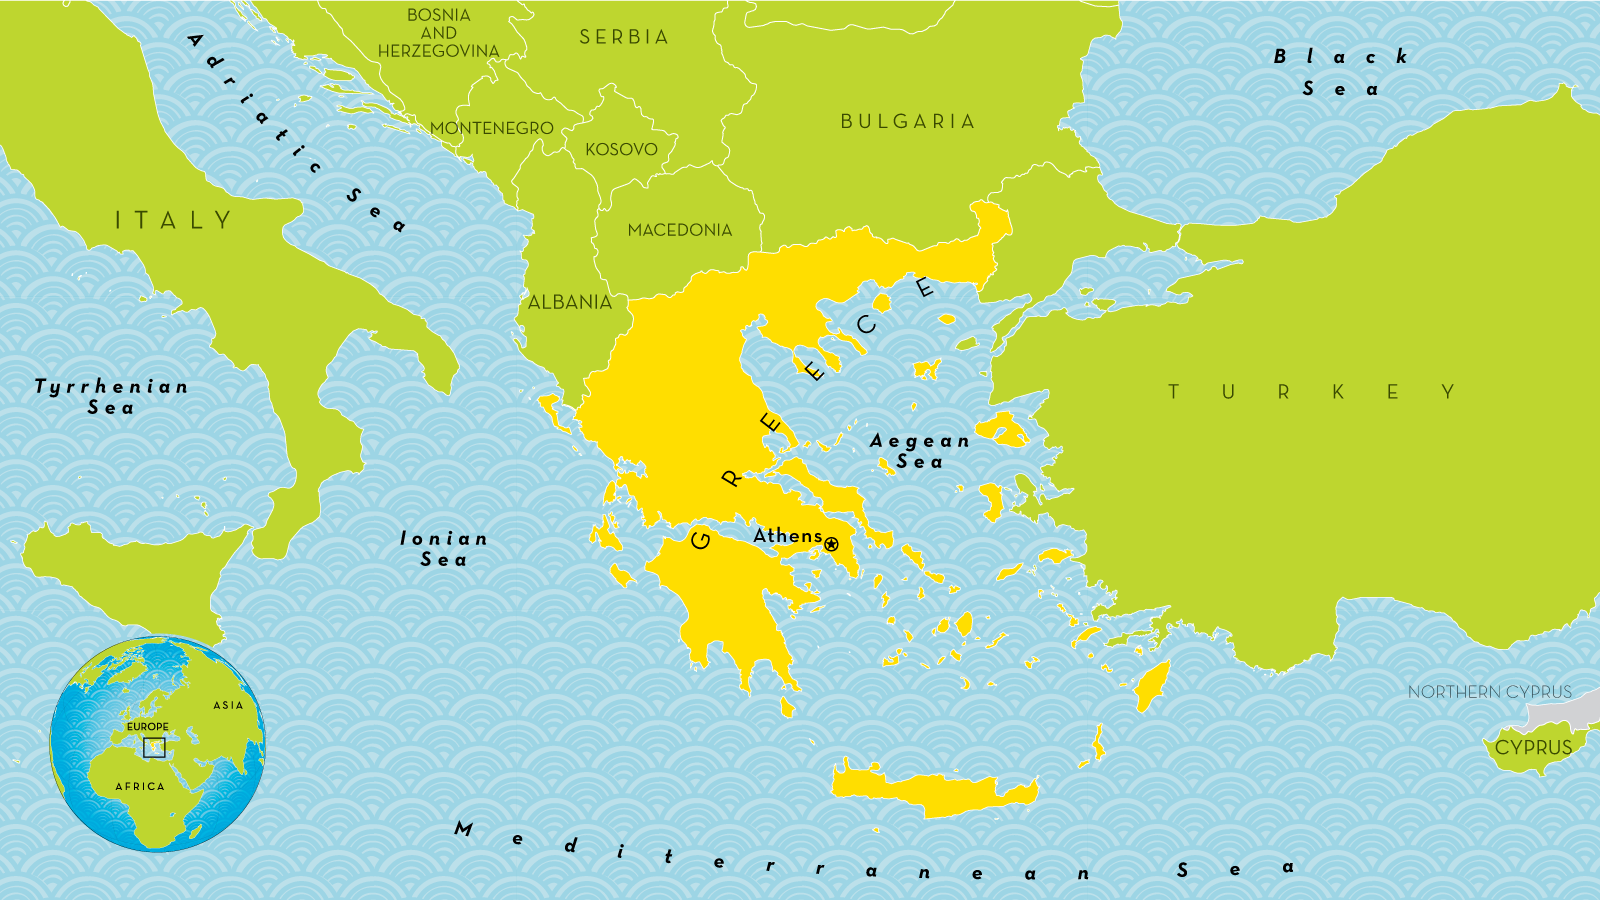 BOSNIA
AND
HERZEGOVINA
SERBIA
Adriatic Sea
Black
Sea
BULGARIA
MONTENEGRO
KOSOVO
ITALY
MACEDONIA
ALBANIA
GREECE
Tyrrhenian
Sea
TURKEY
Aegean
Sea
Ionian
Sea
Athens
NORTHERN CYPRUS
CYPRUS
ASIA
EUROPE
AFRICA
Mediterranean Sea